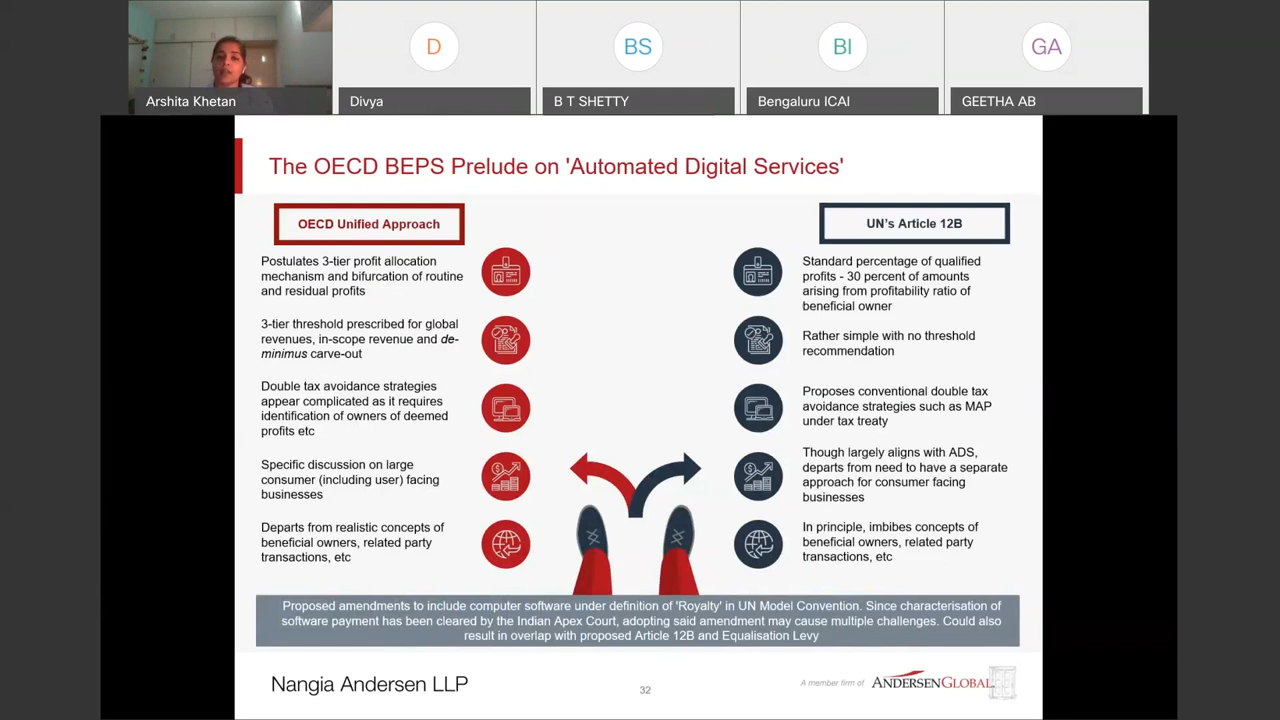 D
BS
BI
GA
Arshita Khetan
Divya
B T SHETTY
Bengaluru ICAI
GEETHA AB
The OECD BEPS Prelude on 'Automated Digital Services'
OECD Unified Approach
Postulates 3-tier profit allocation
mechanism and bifurcation of routine
and residual profits
3-tier threshold prescribed for global
revenues, in-scope revenue and de-
minimus carve-out
Double tax avoidance strategies
appear complicated as it requires
identification of owners of deemed
profits etc
Specific discussion on large
consumer (including user) facing
businesses
Departs from realistic concepts of
beneficial owners, related party
transactions, etc
UN's Article 12B
Standard percentage of qualified
profits - 30 percent of amounts
arising from profitability ratio of
beneficial owner
Rather simple with no threshold
recommendation
Proposes conventional double tax
avoidance strategies such as MAP
under tax treaty
Though largely aligns with ADS,
departs from need to have a separate
approach for consumer facing
businesses
In principle, imbibes concepts of
beneficial owners, related party
transactions, etc
Proposed amendments to include computer software under definition of 'Royalty' in UN Model Convention. Since characterisation of
software payment has been cleared by the Indian Apex Court, adopting said amendment may cause multiple challenges. Could also
result in overlap with proposed Article 12B and Equalisation Levy
Nangia Andersen LLP
32
A member firm of
ANDERSEN GLOBAL